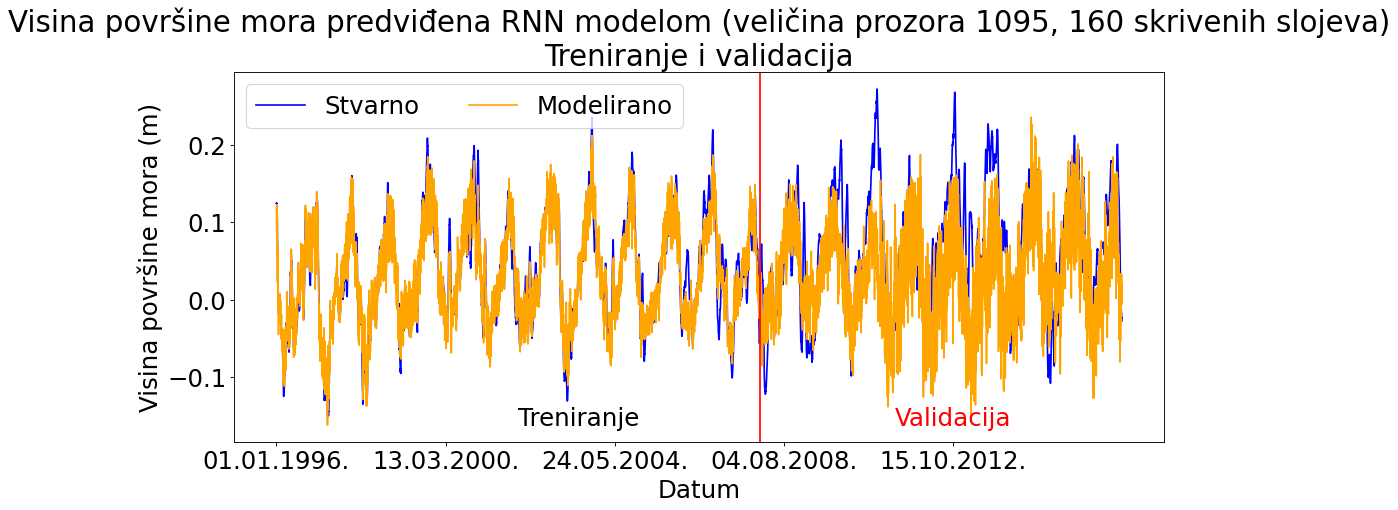 Visina površine mora predviđena RNN modelom (veličina prozora 1095, 160 skrivenih slojeva)
Treniranje i validacija
Stvarno
Modelirano
Visina površine mora (m)
0.2
0.1
0.0
−0.1
Treniranje
Validacija
01.01.1996.
13.03.2000.
24.05.2004.
04.08.2008.
15.10.2012.
Datum